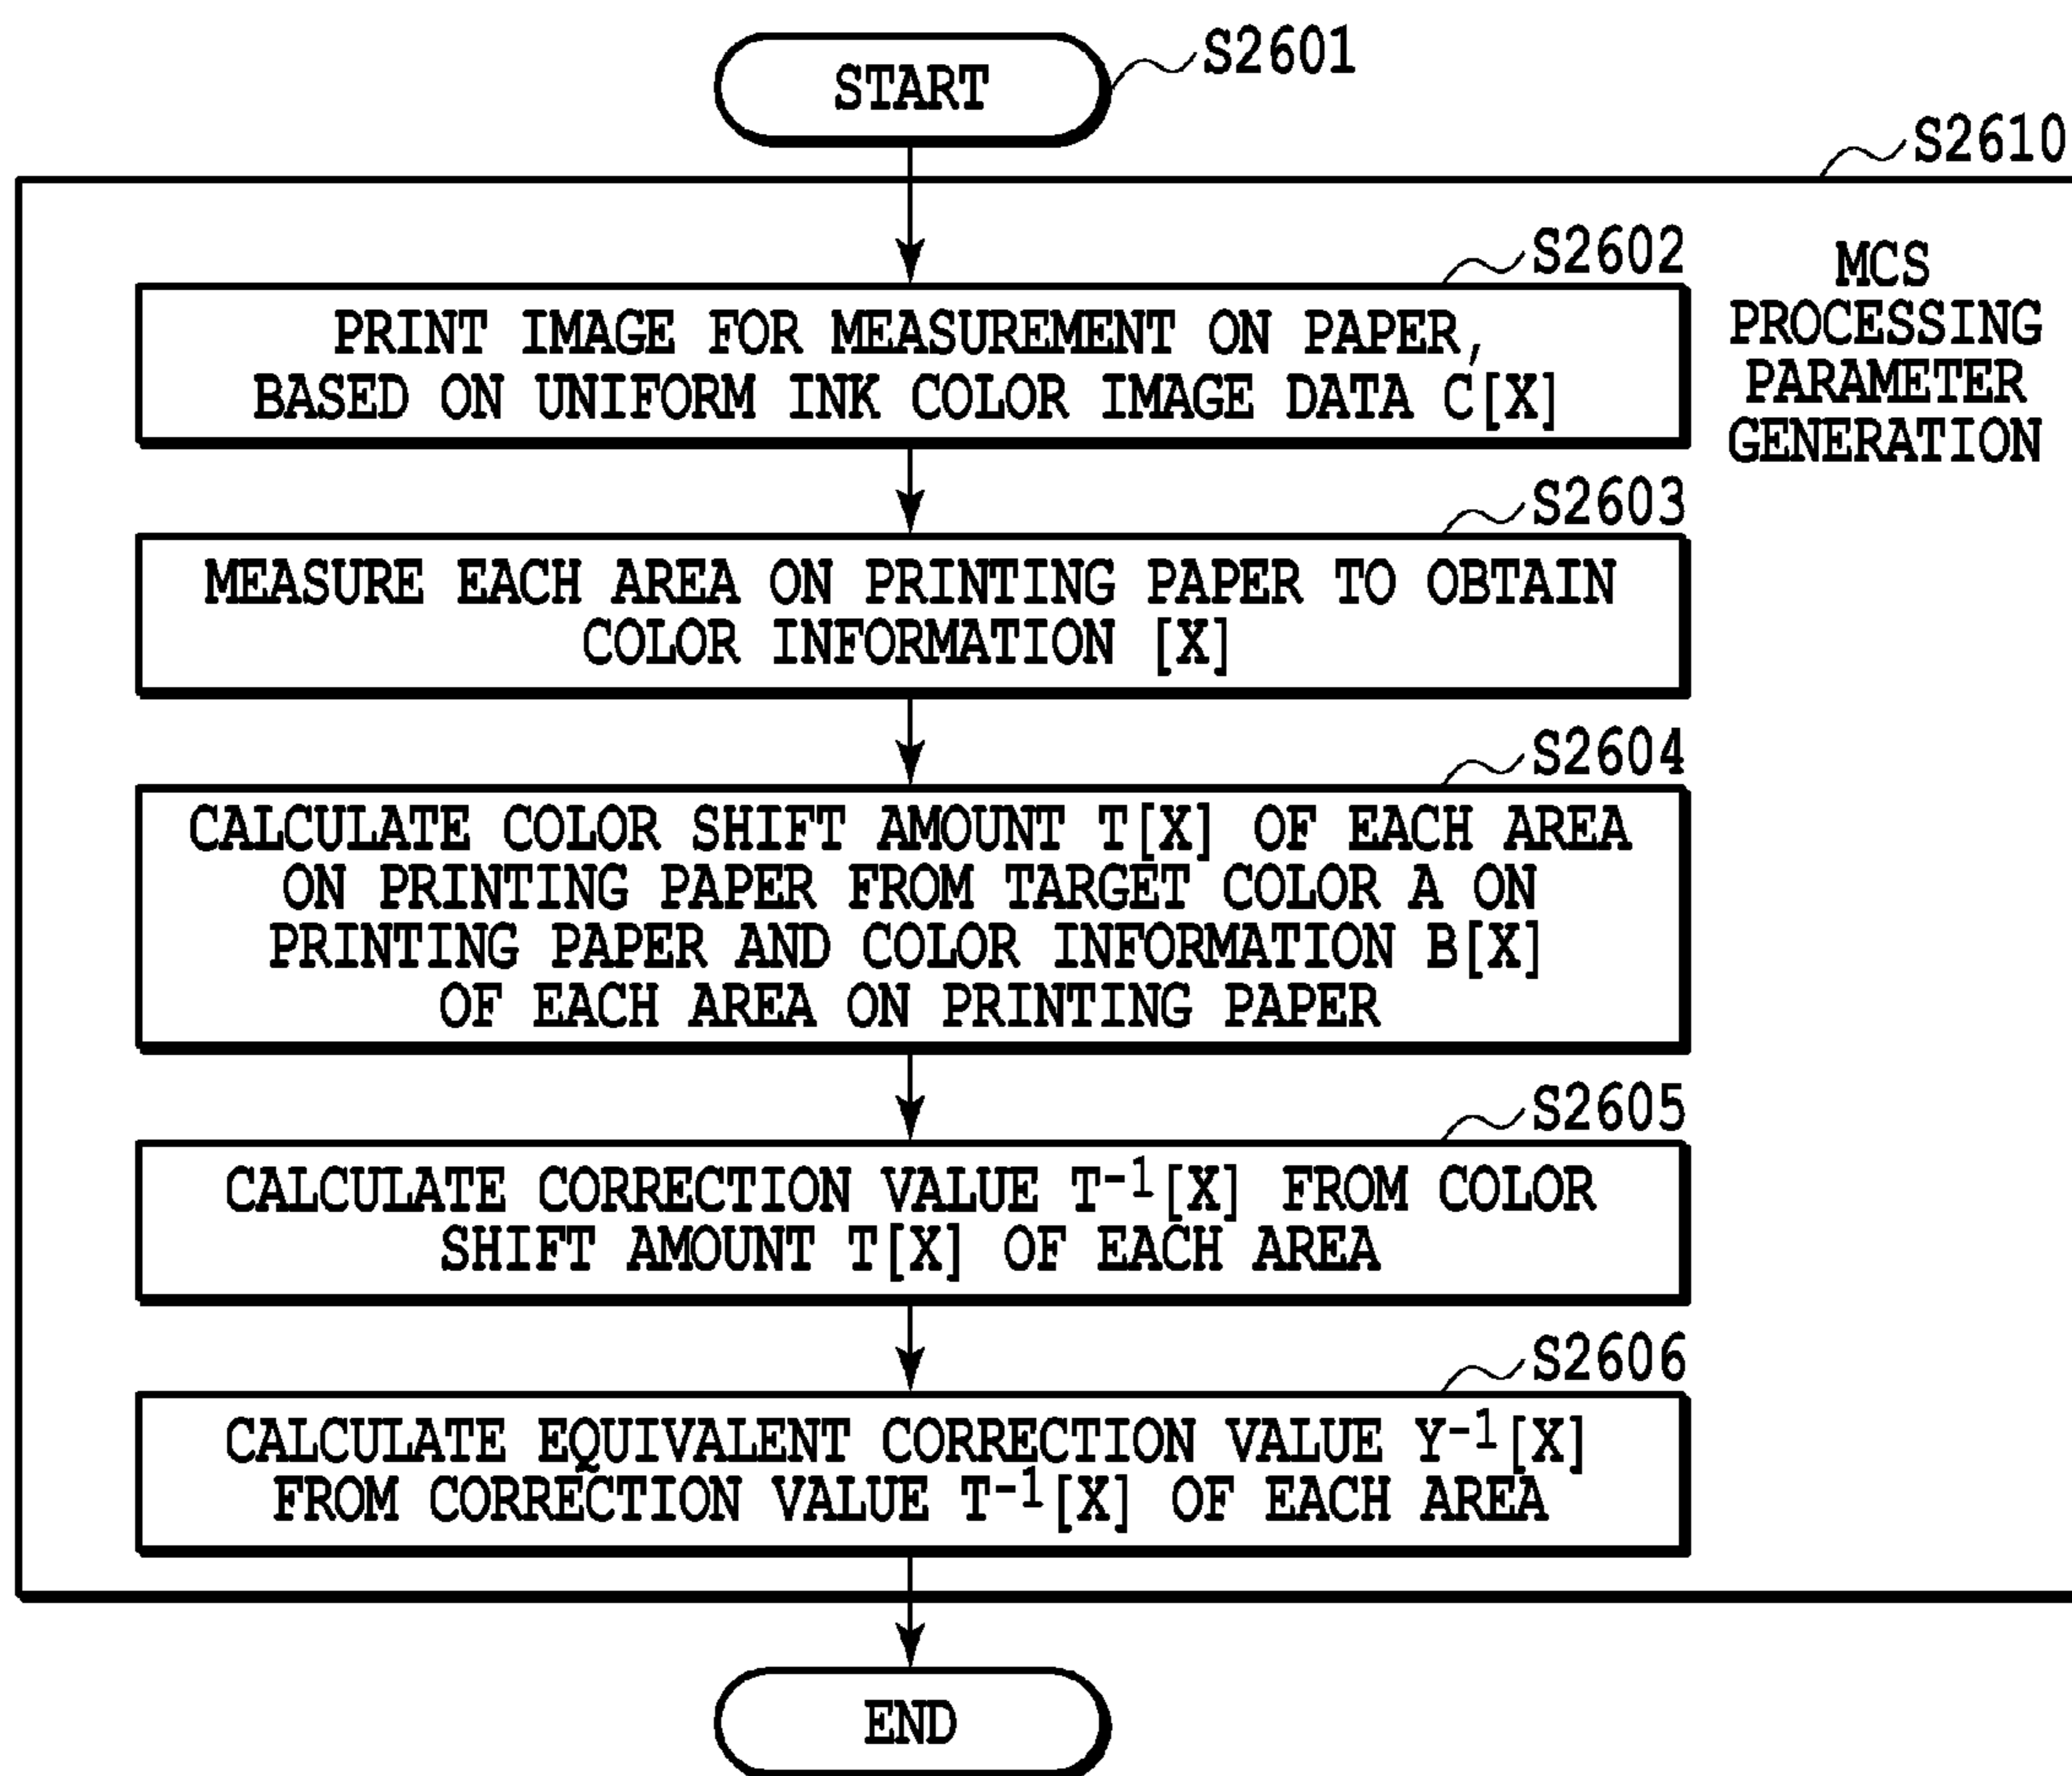 START
S2601
S2610
S2602
MCS
PROCESSING
PARAMETER
GENERATION
PRINT IMAGE FOR MEASUREMENT ON PAPER,
BASED ON UNIFORM INK COLOR IMAGE DATA C[X]
S2603
MEASURE EACH AREA ON PRINTING PAPER TO OBTAIN
COLOR INFORMATION [X]
S2604
CALCULATE COLOR SHIFT AMOUNT T[X] OF EACH AREA
ON PRINTING PAPER FROM TARGET COLOR A ON
PRINTING PAPER AND COLOR INFORMATION B[X]
OF EACH AREA ON PRINTING PAPER
S2605
CALCULATE CORRECTION VALUE T⁻¹[X] FROM COLOR
SHIFT AMOUNT T[X] OF EACH AREA
S2606
CALCULATE EQUIVALENT CORRECTION VALUE Y⁻¹[X]
FROM CORRECTION VALUE T⁻¹[X] OF EACH AREA
END